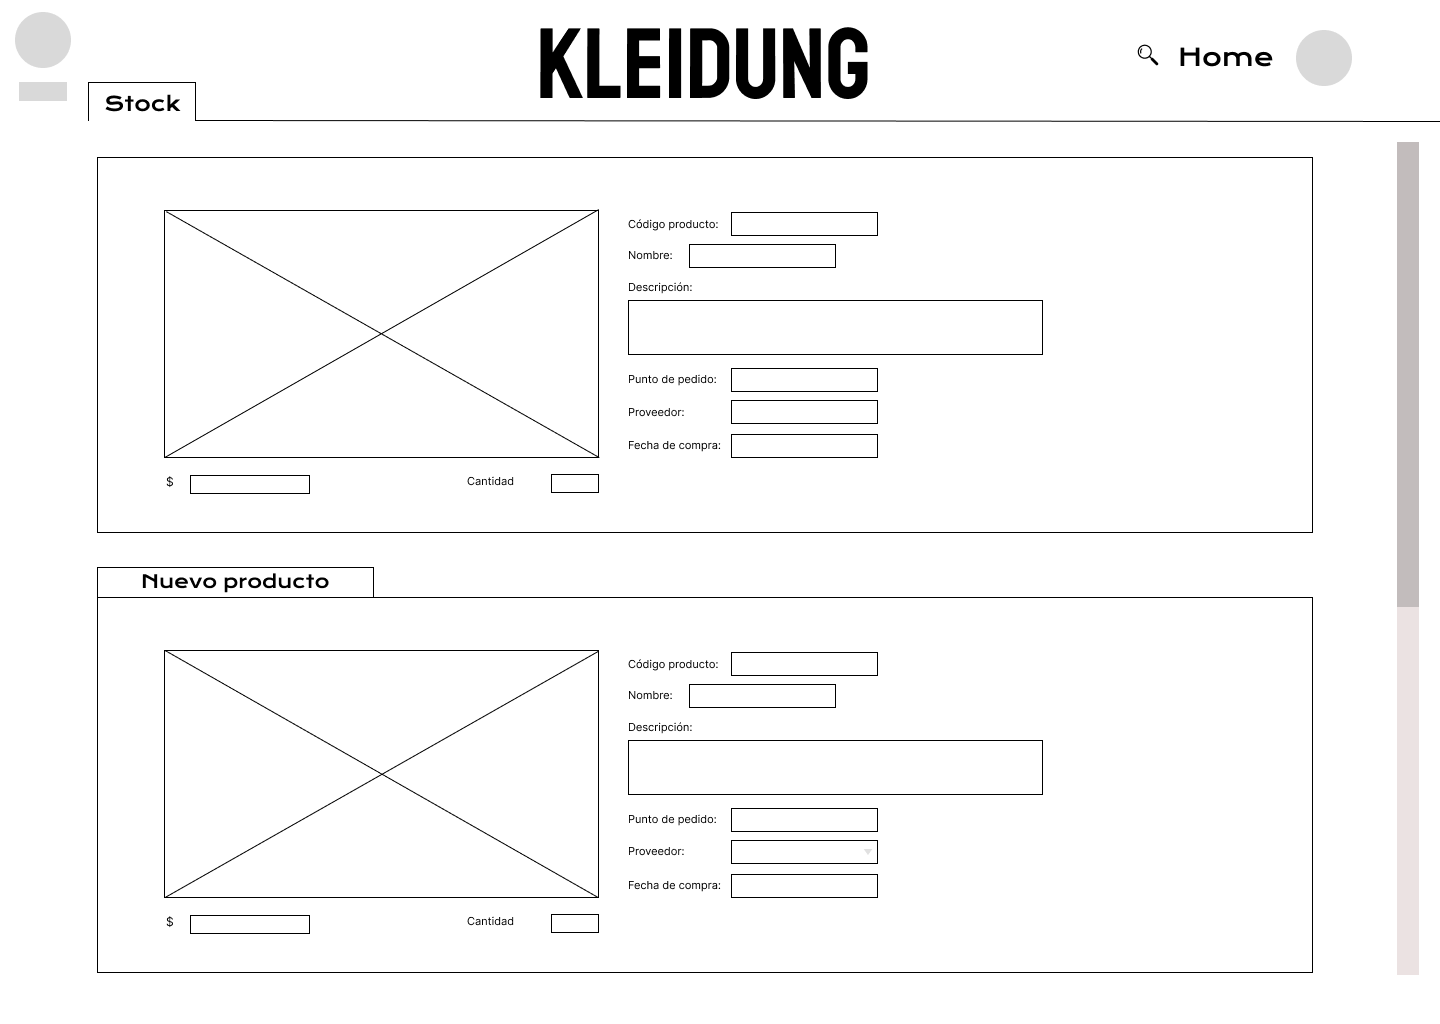 KLEIDUNG
Home
Stock
Código producto:
Nombre:
Descripción:
Punto de pedido:
Proveedor:
Fecha de compra:
$ Cantidad
Nuevo producto
Código producto:
Nombre:
Descripción:
Punto de pedido:
Proveedor:
Fecha de compra:
$ Cantidad